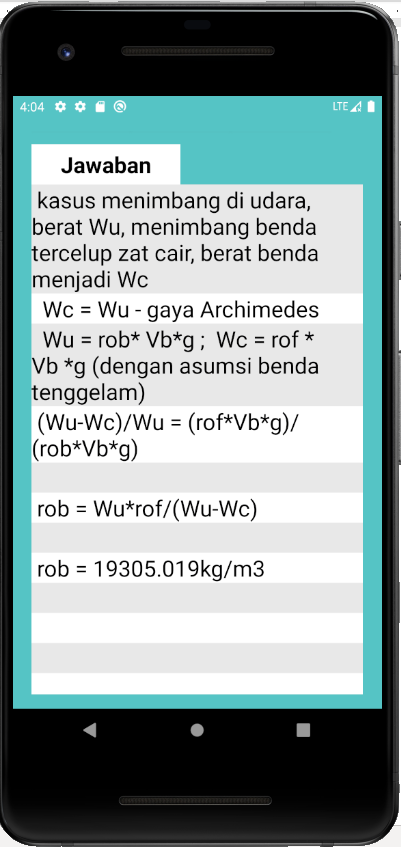 4:04
LTE
Jawaban
kasus menimbang di udara,
berat Wu, menimbang benda
tercelup zat cair, berat benda
menjadi Wc
Wc = Wu - gaya Archimedes
Wu = rob* Vb*g ; Wc = rof *
Vb *g (dengan asumsi benda
tenggelam)
(Wu-Wc)/Wu = (rof*Vb*g)/
(rob*Vb*g)
rob = Wu*rof/(Wu-Wc)
rob = 19305.019kg/m3